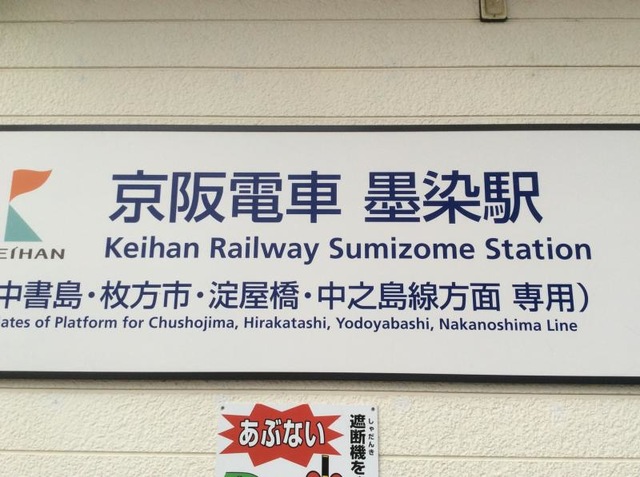 京阪電車 墨染駅
KEIHAN
Keihan Railway Sumizome Station
中書島・枚方市・淀屋橋・中之島線方面 専用）
of Platform for Chushojima, Hirakatashi, Yodoyabashi, Nakanoshima Line
あぶない
しゃだんき
遮断機を